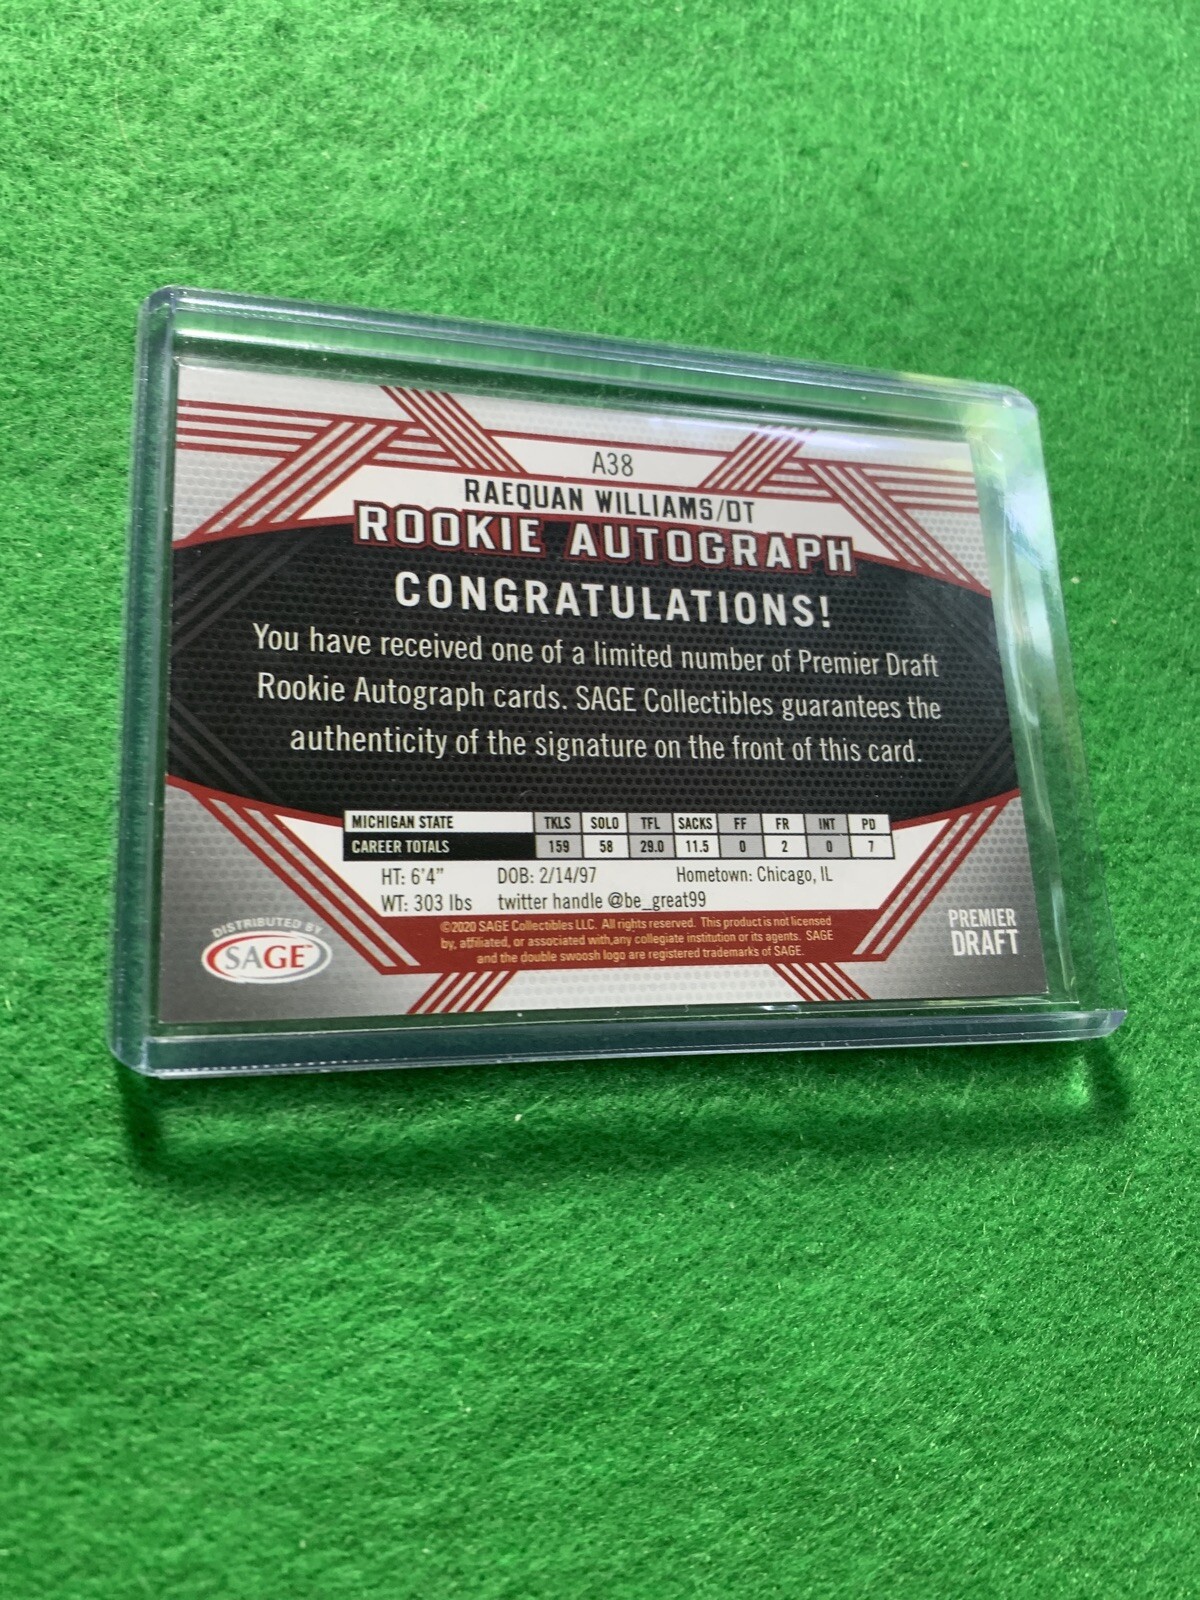 A38
RAEQUAN WILLIAMS/DT
ROOKIE AUTOGRAPH
CONGRATULATIONS!
You have received one of a limited number of Premier Draft
Rookie Autograph cards. SAGE Collectibles guarantees the
authenticity of the signature on the front of this card.
MICHIGAN STATE TKLS SOLO TFL SACKS FF FR INT PD
CAREER TOTALS 159 58 29.0 11.5 0 2 0 7
HT: 6'4" DOB: 2/14/97 Hometown: Chicago, IL
WT: 303 lbs twitter handle @be_great99
©2020 SAGE Collectibles LLC. All rights reserved. This product is not licensed
by, affiliated, or associated with,any collegiate institution or its agents. SAGE
and the double swoosh logo are registered trademarks of SAGE.
DISTRIBUTED BY
SAGE™
PREMIER
DRAFT